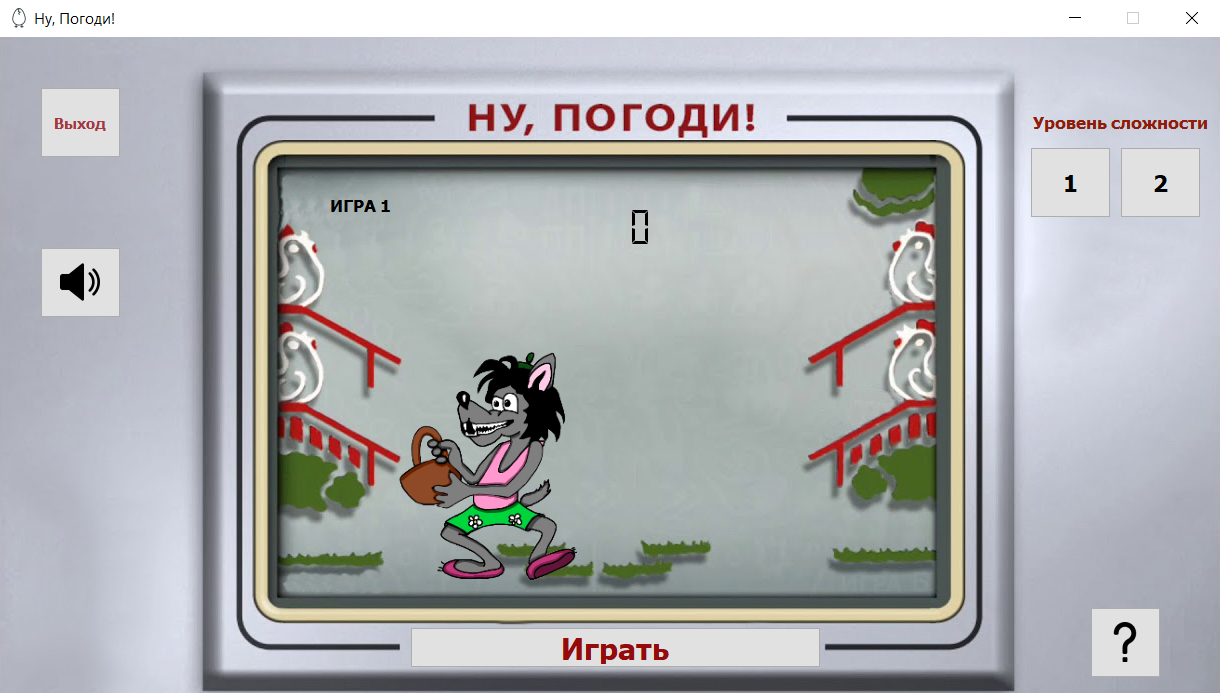 Ну, Погоди!
Выход
НУ, ПОГОДИ!
Уровень сложности
1 2
ИГРА 1
0
Играть
?